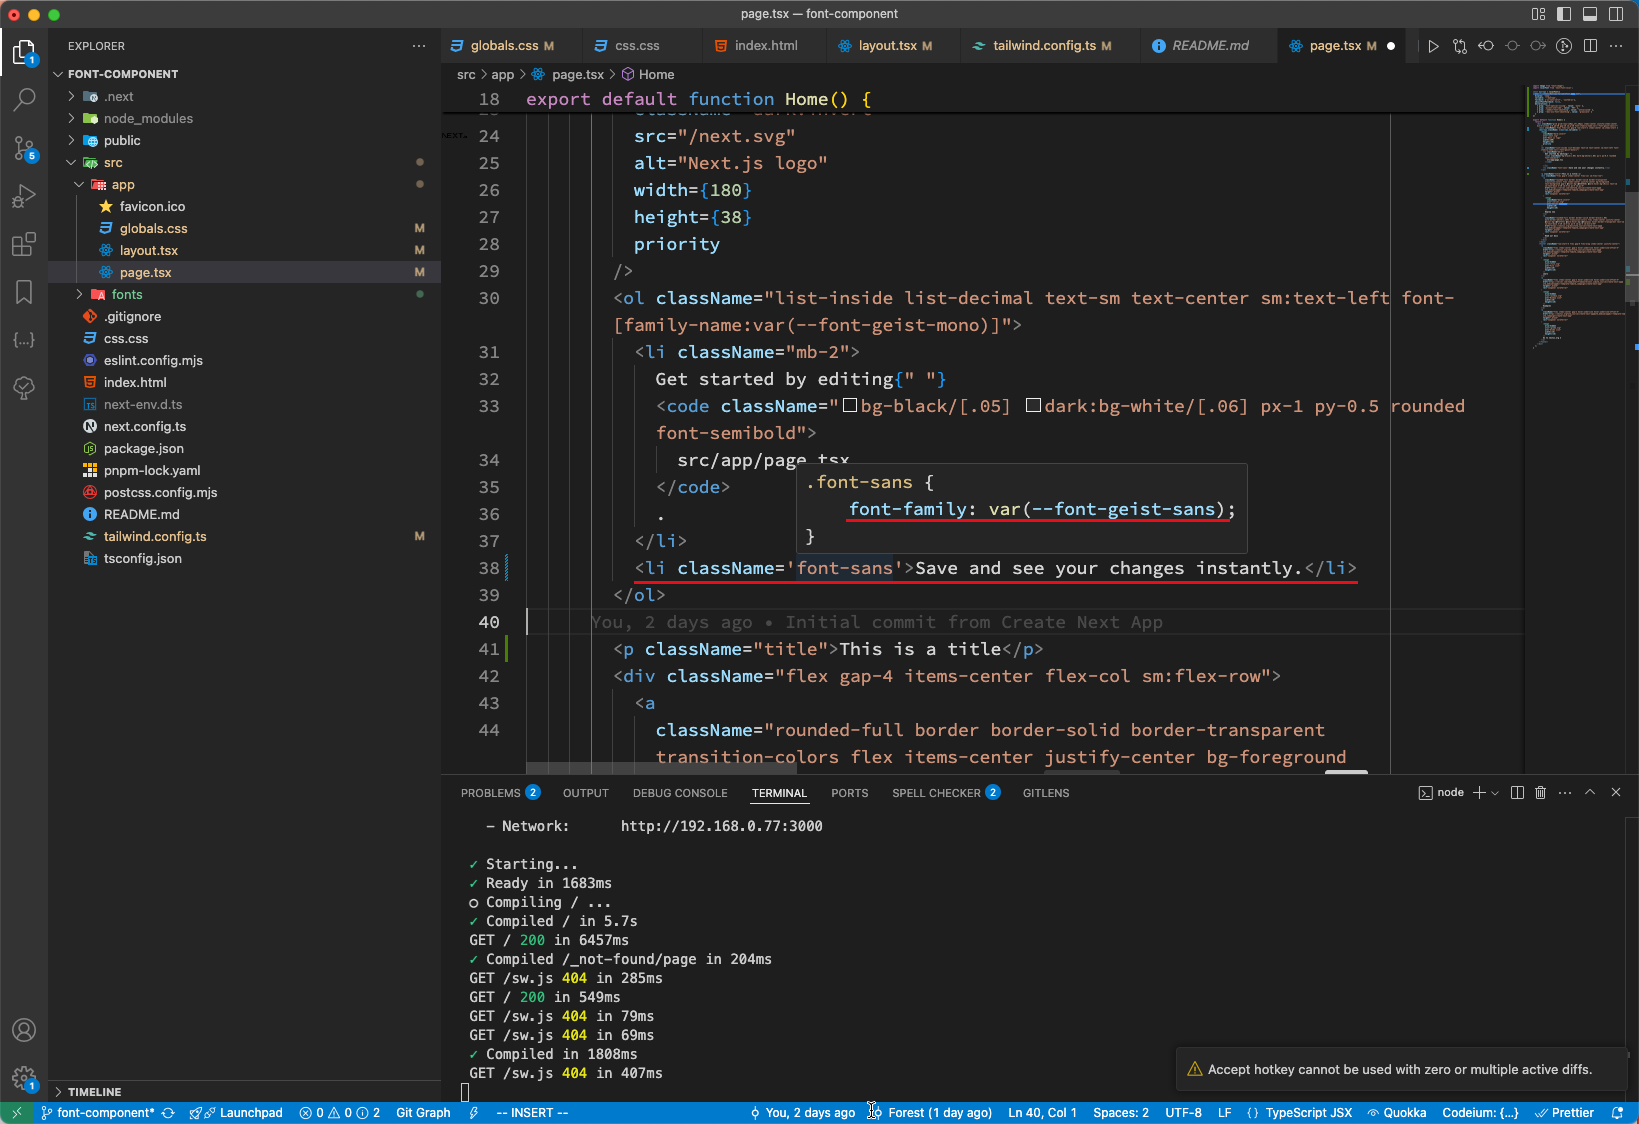 page.tsx — font-component
EXPLORER
FONT-COMPONENT
.next
node_modules
public
src
app
favicon.ico
globals.css M
layout.tsx M
page.tsx M
fonts
.gitignore
css.css
eslint.config.mjs
index.html
next-env.d.ts
next.config.ts
package.json
pnpm-lock.yaml
postcss.config.mjs
README.md
tailwind.config.ts M
tsconfig.json
TIMELINE
1
5
1
globals.css M
css.css
index.html
layout.tsx M
tailwind.config.ts M
README.md
page.tsx M
src > app > page.tsx > Home
18 export default function Home() {
24 src="/next.svg"
25 alt="Next.js logo"
26 width={180}
27 height={38}
28 priority
29 />
30 <ol className="list-inside list-decimal text-sm text-center sm:text-left font-
[family-name:var(--font-geist-mono)]">
31 <li className="mb-2">
32 Get started by editing{" "}
33 <code className="bg-black/[.05] dark:bg-white/[.06] px-1 py-0.5 rounded
font-semibold">
34 src/app/page.tsx
35 </code>
36 .
37 </li>
.font-sans {
font-family: var(--font-geist-sans);
}
38 <li className='font-sans'>Save and see your changes instantly.</li>
39 </ol>
40 You, 2 days ago • Initial commit from Create Next App
41 <p className="title">This is a title</p>
42 <div className="flex gap-4 items-center flex-col sm:flex-row">
43 <a
44 className="rounded-full border border-solid border-transparent
transition-colors flex items-center justify-center bg-foreground
PROBLEMS 2 OUTPUT DEBUG CONSOLE TERMINAL PORTS SPELL CHECKER 2 GITLENS
node
- Network: http://192.168.0.77:3000
✓ Starting...
✓ Ready in 1683ms
○ Compiling / ...
✓ Compiled / in 5.7s
GET / 200 in 6457ms
✓ Compiled /_not-found/page in 204ms
GET /sw.js 404 in 285ms
GET / 200 in 549ms
GET /sw.js 404 in 79ms
GET /sw.js 404 in 69ms
✓ Compiled in 1808ms
GET /sw.js 404 in 407ms
Accept hotkey cannot be used with zero or multiple active diffs.
font-component* Launchpad 0 0 2 Git Graph -- INSERT -- You, 2 days ago Forest (1 day ago) Ln 40, Col 1 Spaces: 2 UTF-8 LF {} TypeScript JSX Quokka Codeium: {...} Prettier